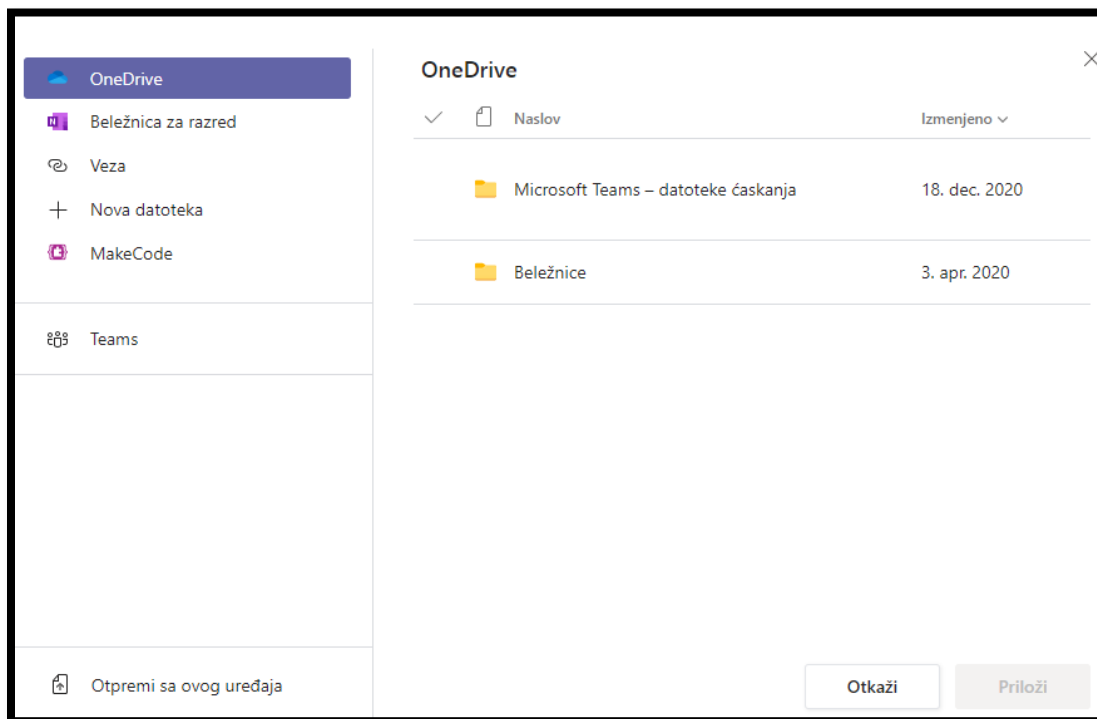 OneDrive
Beležnica za razred
Veza
Nova datoteka
MakeCode
Teams
Otpremi sa ovog uređaja
OneDrive
Naslov Izmenjeno
Microsoft Teams – datoteke ćaskanja 18. dec. 2020
Beležnice 3. apr. 2020
Otkaži Priloži